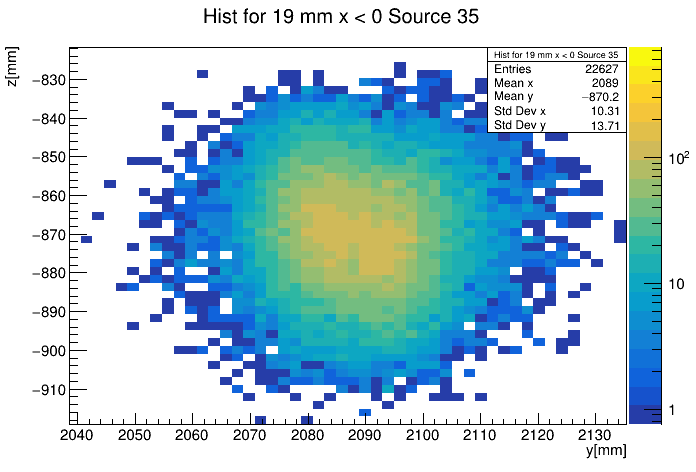 Hist for 19 mm x < 0 Source 35
z[mm]
Hist for 19 mm x < 0 Source 35
Entries 22627
Mean x 2089
Mean y −870.2
Std Dev x 10.31
Std Dev y 13.71
−830
−840
−850
−860
−870
−880
−890
−900
−910
10²
10
1
2040 2050 2060 2070 2080 2090 2100 2110 2120 2130
y[mm]